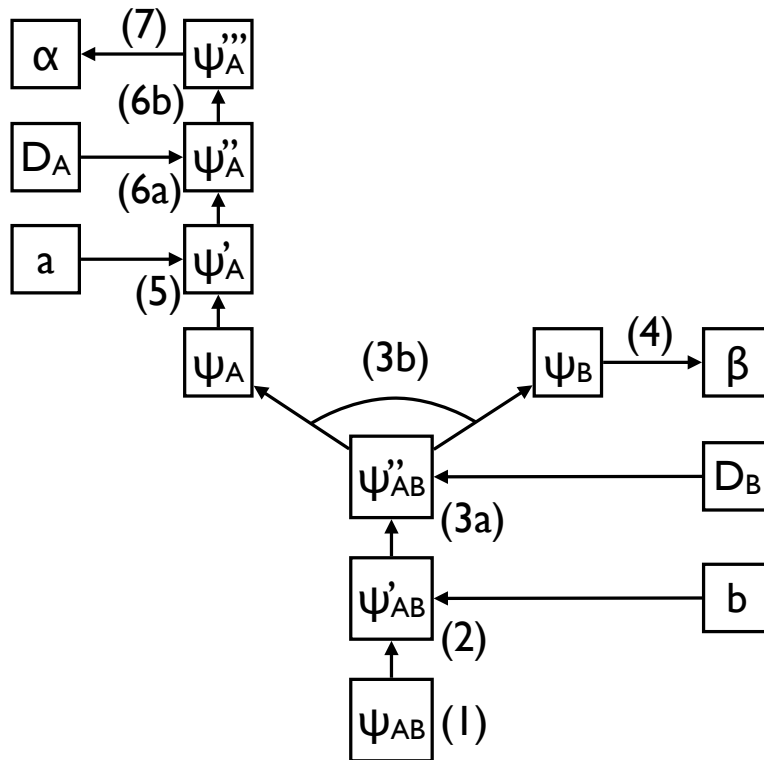 (7)
α ψ'''A
(6b)
DA ψ''A
(6a)
a ψ'A
(5)
ψA (3b) ψB (4) β
ψ''AB DB
(3a)
ψ'AB b
(2)
ψAB (1)